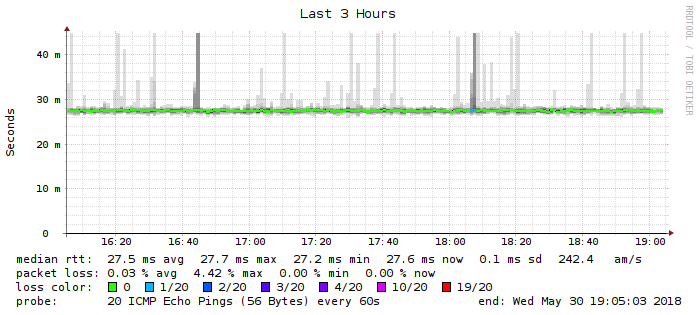 Last 3 Hours
RRDTOOL / TOBI OETIKER
Seconds
40 m
30 m
20 m
10 m
0
16:20 16:40 17:00 17:20 17:40 18:00 18:20 18:40 19:00
median rtt: 27.5 ms avg 27.7 ms max 27.2 ms min 27.6 ms now 0.1 ms sd 242.4 am/s
packet loss: 0.03 % avg 4.42 % max 0.00 % min 0.00 % now
loss color: 0 1/20 2/20 3/20 4/20 10/20 19/20
probe: 20 ICMP Echo Pings (56 Bytes) every 60s end: Wed May 30 19:05:03 2018